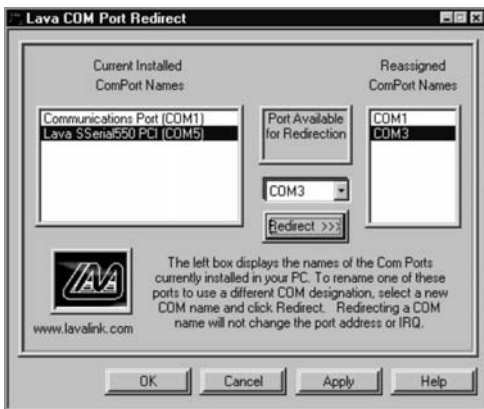 Lava COM Port Redirect
Current Installed
ComPort Names
Reassigned
ComPort Names
Communications Port (COM1)
Lava SSerial550 PCI (COM5)
Port Available
for Redirection
COM1
COM3
COM3
Redirect >>>
LAVA
www.lavalink.com
The left box displays the names of the Com Ports
currently installed in your PC. To rename one of these
ports to use a different COM designation, select a new
COM name and click Redirect. Redirecting a COM
name will not change the port address or IRQ.
OK
Cancel
Apply
Help